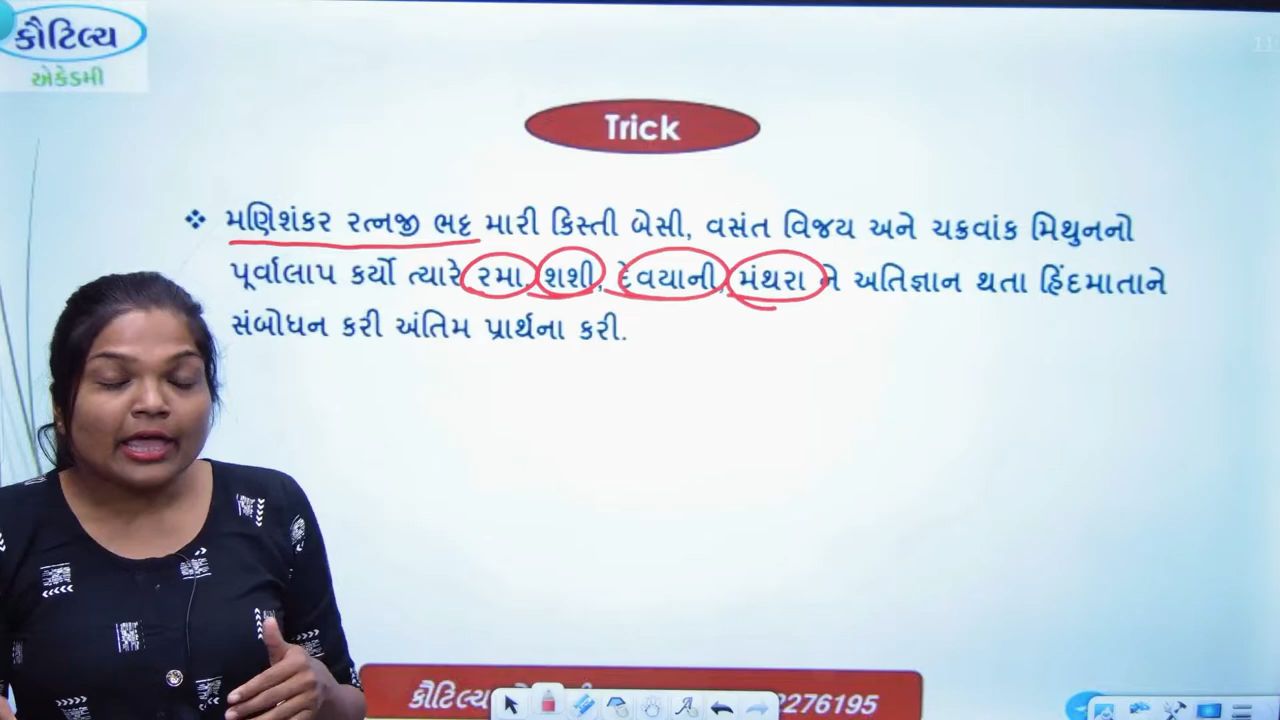 કૌટિલ્ય
એકેડમી
Trick
❖ મણિશંકર રત્નજી ભટ્ટ મારી કિસ્તી બેસી, વસંત વિજય અને ચક્રવાંક મિથુનનો
પૂર્વાલાપ કર્યો ત્યારે રમા, શશી, દેવયાની, મંથરા ને અતિજ્ઞાન થતા હિંદમાતાને
સંબોધન કરી અંતિમ પ્રાર્થના કરી.
2276195